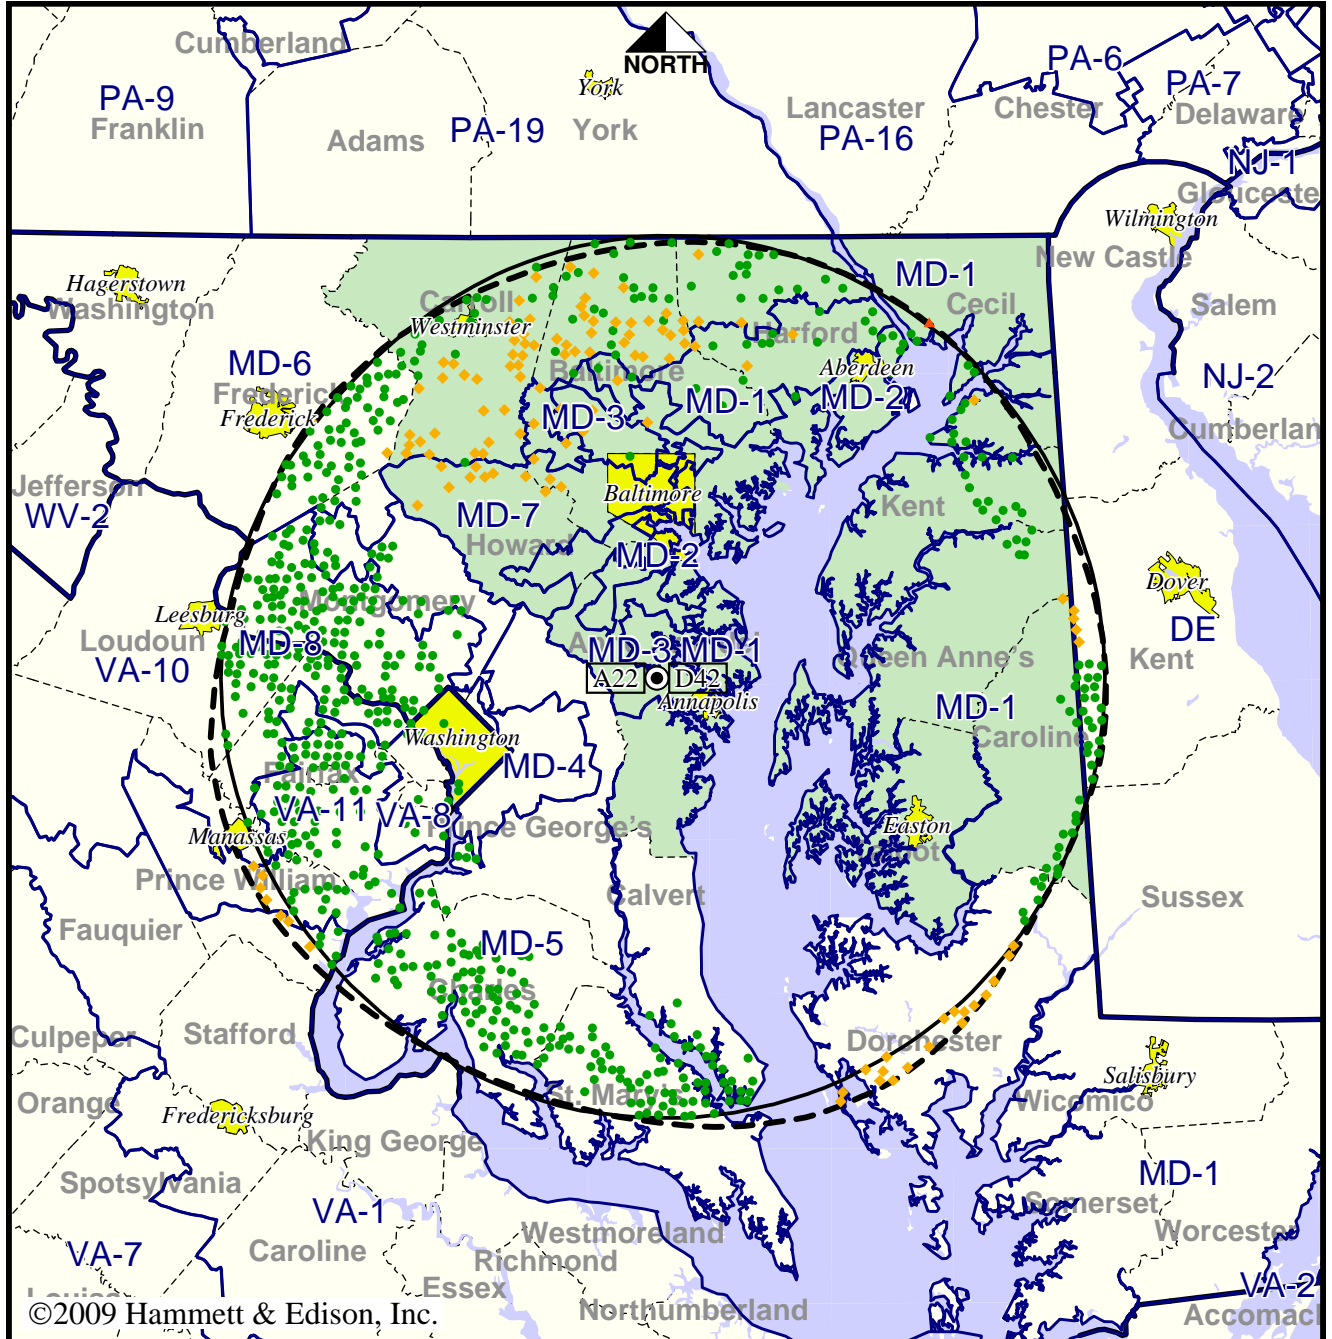 Cumberland
PA-6
PA-7
NORTH
York
PA-9
Franklin
Lancaster
Chester
Delaware
Adams
PA-19
York
PA-16
NJ-1
Gloucester
Wilmington
New Castle
Hagerstown
Washington
MD-1
Cecil
Salem
Carroll
Westminster
Harford
MD-6
Frederick
Frederick
Baltimore
Aberdeen
NJ-2
MD-3
MD-1
MD-2
Cumberlan
Jefferson
WV-2
Baltimore
Kent
MD-7
Howard
MD-2
Dover
Leesburg
Montgomery
Loudoun
MD-8
VA-10
MD-3
MD-1
Queen Anne's
DE
Kent
A22
D42
Annapolis
MD-1
Caroline
Washington
MD-4
Fairfax
VA-11
VA-8
Prince George's
Manassas
Easton
Prince William
Calvert
Sussex
Fauquier
MD-5
Charles
Culpeper
Stafford
Dorchester
Orange
Fredericksburg
St. Mary's
Salisbury
Wicomico
King George
Spotsylvania
VA-1
MD-1
Somerset
Worcester
VA-7
Caroline
Westmoreland
Richmond
Essex
VA-2
©2009 Hammett & Edison, Inc.
Northumberland
Accomac